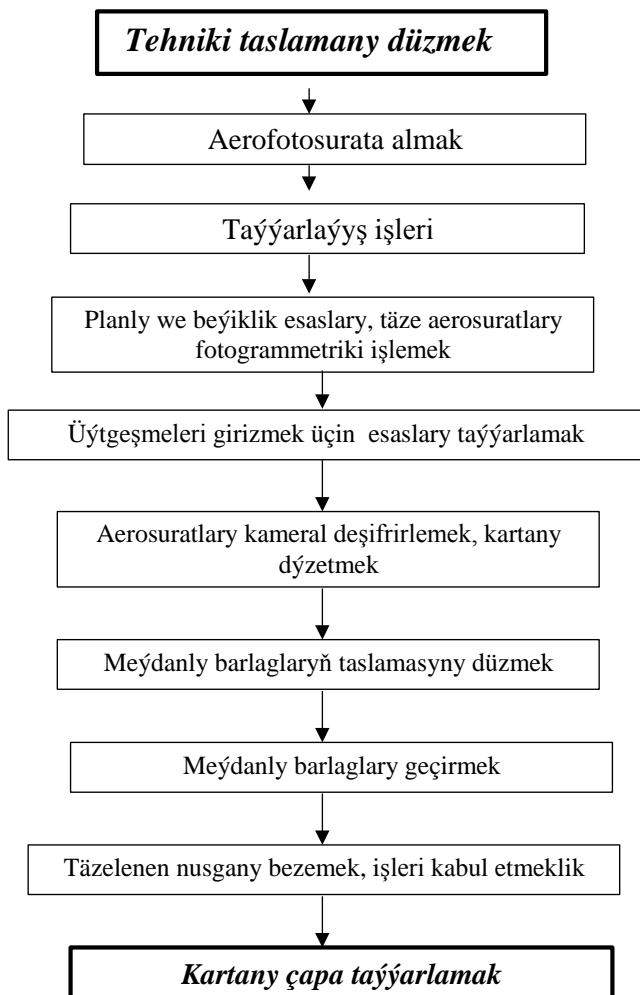 Tehniki taslamany düzmek
Aerofotosurata almak
Taýýarlaýyş işleri
Planly we beýiklik esaslary, täze aerosuratlary
fotogrammetriki işlemek
Üýtgeşmeleri girizmek üçin esaslary taýýarlamak
Aerosuratlary kameral deşifrirlemek, kartany
dýzetmek
Meýdanly barlaglaryň taslamasyny düzmek
Meýdanly barlaglary geçirmek
Täzelenen nusgany bezemek, işleri kabul etmeklik
Kartany çapa taýýarlamak